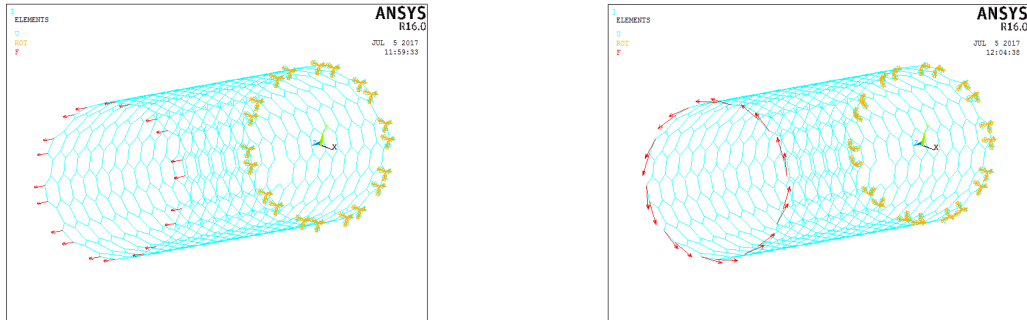 1
ELEMENTS
U
ROT
F
ANSYS
R16.0
JUL 5 2017
11:59:33
X
1
ELEMENTS
U
ROT
F
ANSYS
R16.0
JUL 5 2017
12:04:38
X